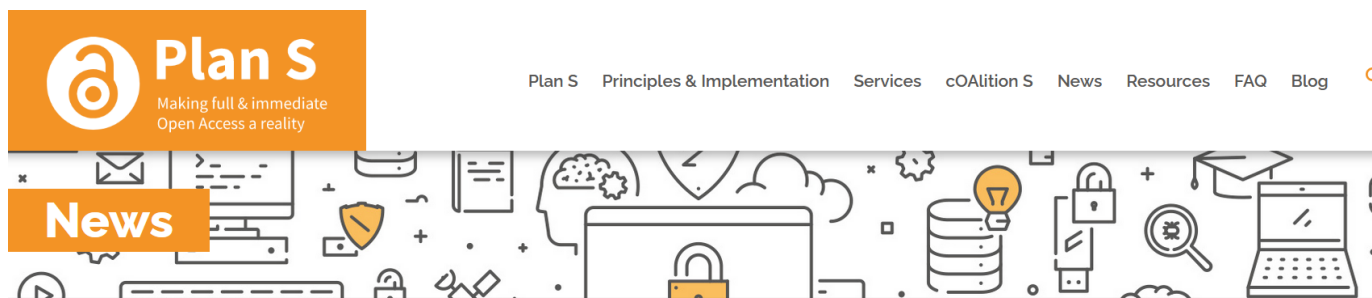 Plan S
Making full & immediate
Open Access a reality
Plan S Principles & Implementation Services cOAlition S News Resources FAQ Blog
News